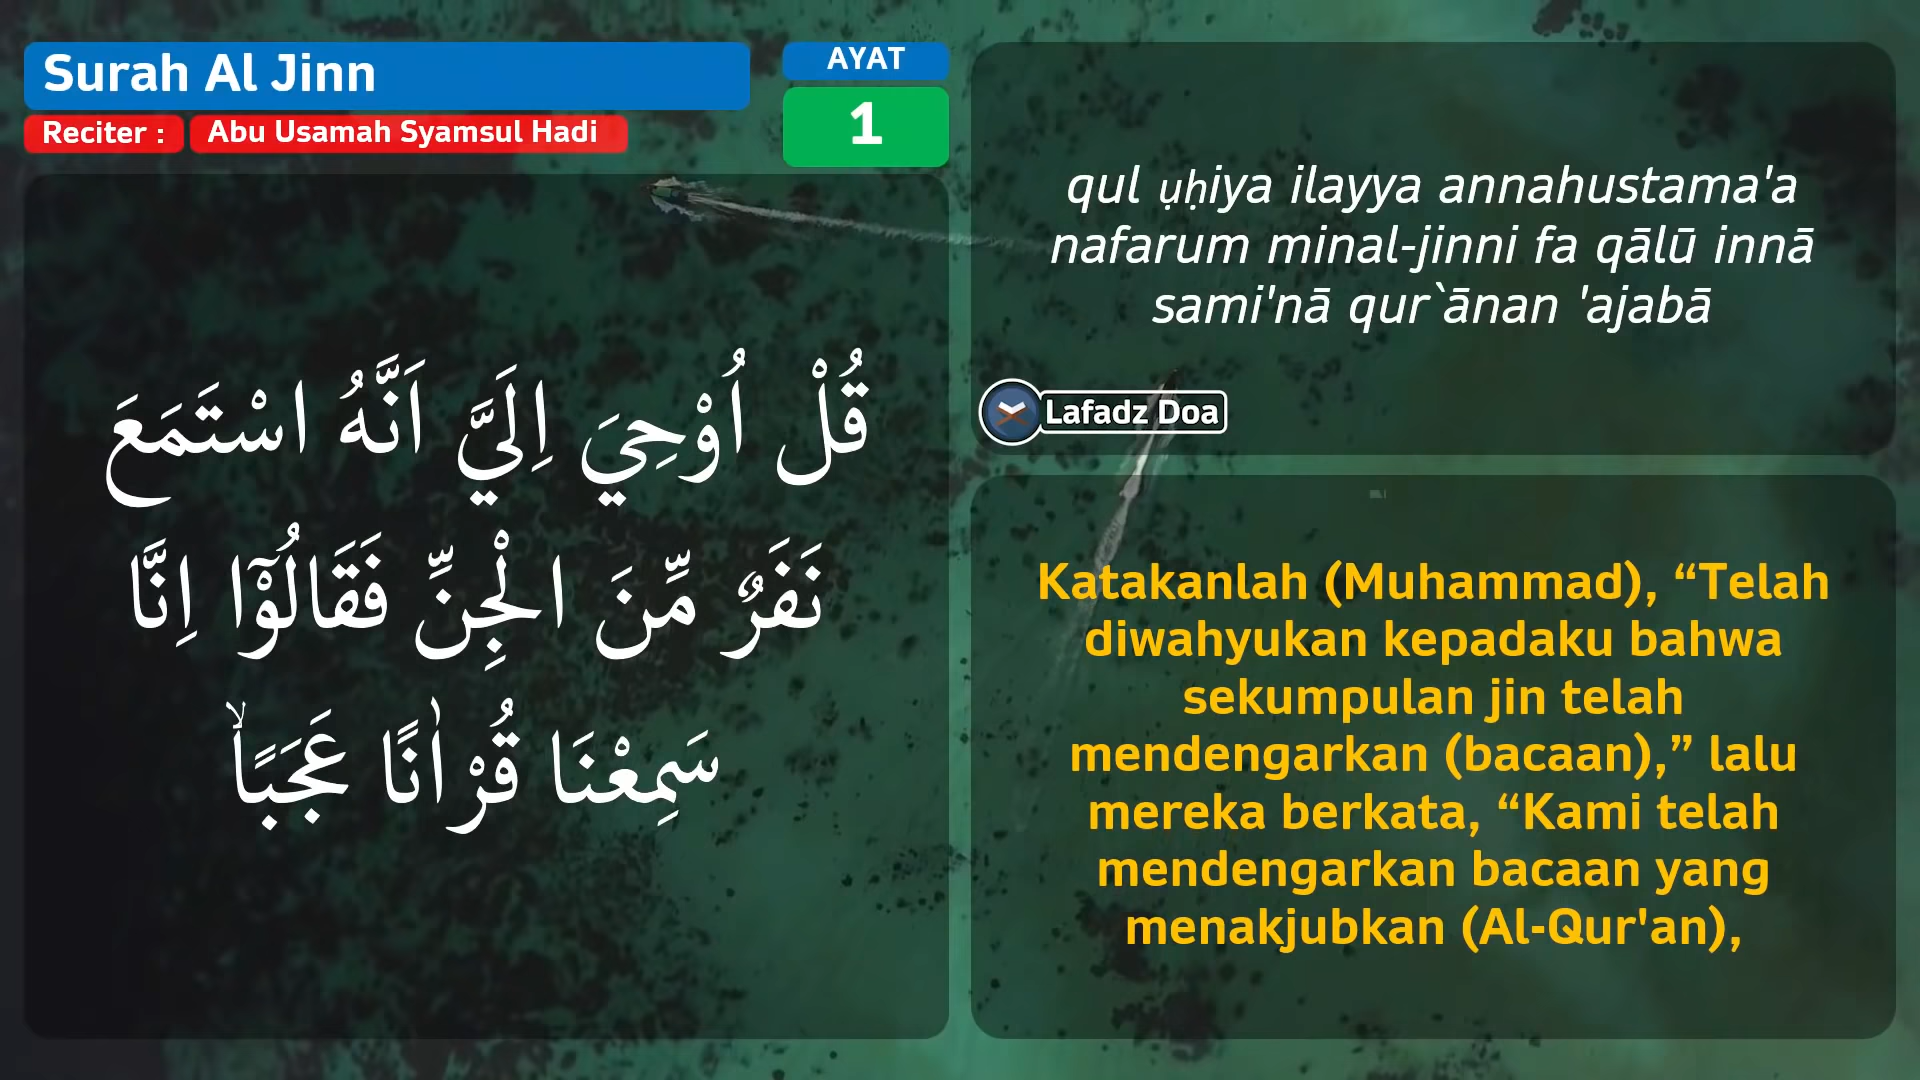 Surah Al Jinn
Reciter :
Abu Usamah Syamsul Hadi
AYAT
1
قُلْ اُوْحِيَ اِلَيَّ اَنَّهُ اسْتَمَعَ
نَفَرٌ مِّنَ الْجِنِّ فَقَالُوْٓا اِنَّا
سَمِعْنَا قُرْاٰنًا عَجَبًاۙ
qul ụḥiya ilayya annahustama'a
nafarum minal-jinni fa qālū innā
sami'nā qur`ānan 'ajabā
Lafadz Doa
Katakanlah (Muhammad), “Telah
diwahyukan kepadaku bahwa
sekumpulan jin telah
mendengarkan (bacaan),” lalu
mereka berkata, “Kami telah
mendengarkan bacaan yang
menakjubkan (Al-Qur'an),